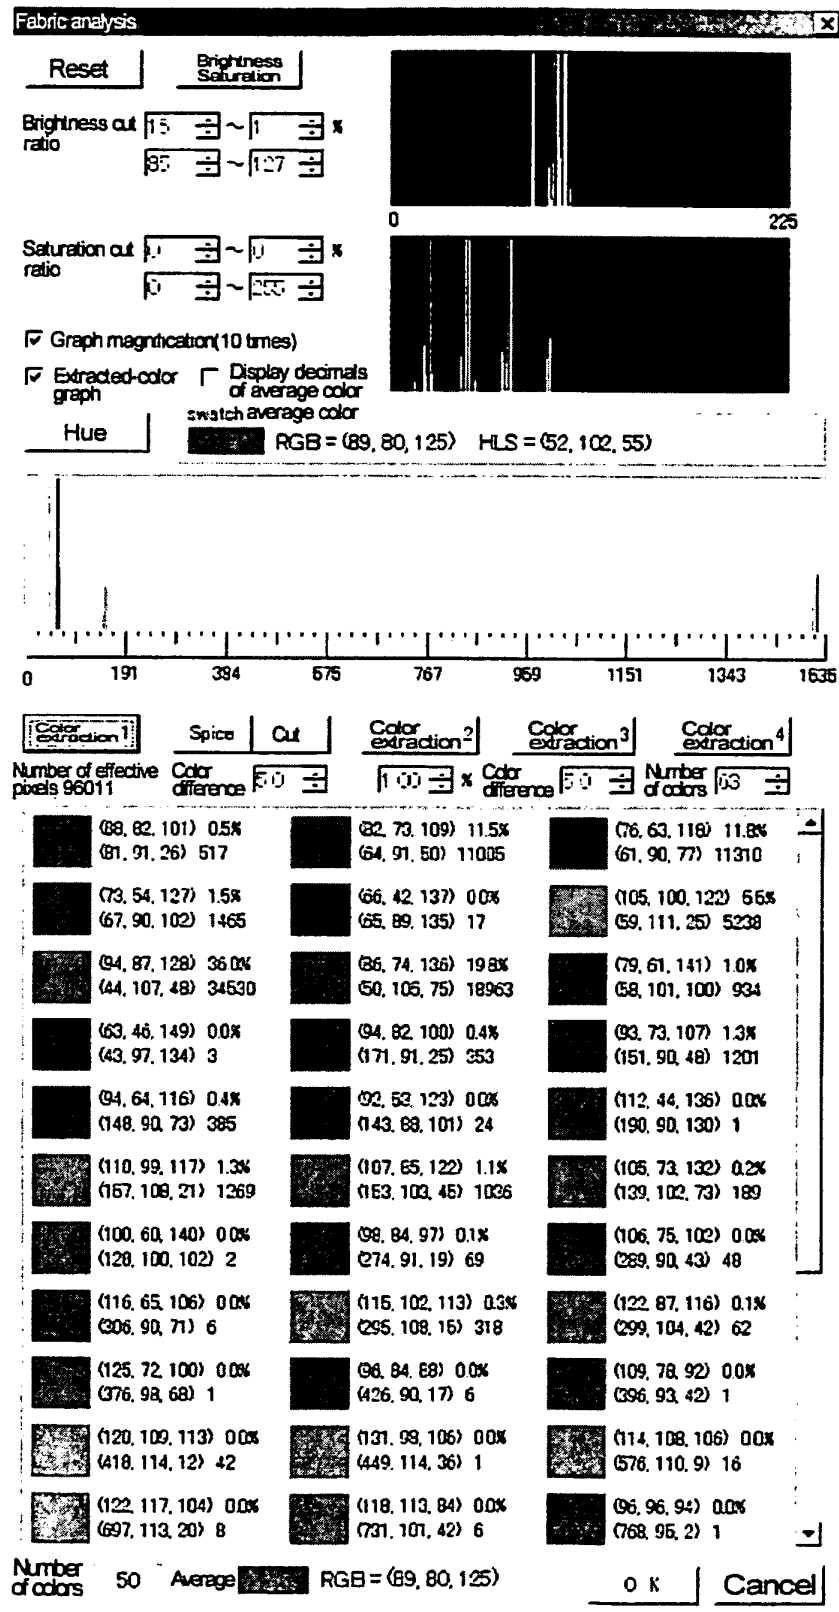 Fabric analysis
Reset
Brightness
Saturation
Brightness cut
ratio
15 ~ 1 %
85 ~ 127
0 225
Saturation cut
ratio
0 ~ 0 %
0 ~ 255
Graph magnification(10 times)
Extracted-color
graph
Display decimals
of average color
Hue
swatch average color
RGB = (89, 80, 125) HLS = (52, 102, 55)
0 191 384 575 767 959 1151 1343 1635
Color
extraction 1
Spice
Cut
Color
extraction 2
Color
extraction 3
Color
extraction 4
Number of effective
pixels 96011
Color
difference 5.0
1.00 %
Color
difference 5.0
Number
of colors 63
(88, 82, 101) 0.5% (82, 73, 109) 11.5% (76, 63, 118) 11.8%
(81, 91, 26) 517 (64, 91, 50) 11005 (61, 90, 77) 11310
(73, 54, 127) 1.5% (66, 42, 137) 0.0% (105, 100, 122) 5.5%
(67, 90, 102) 1465 (65, 89, 135) 17 (59, 111, 25) 5238
(94, 87, 128) 36.0% (86, 74, 136) 19.8% (79, 61, 141) 1.0%
(44, 107, 48) 34530 (50, 105, 75) 18963 (58, 101, 100) 934
(63, 46, 149) 0.0% (94, 82, 100) 0.4% (93, 73, 107) 1.3%
(43, 97, 134) 3 (171, 91, 25) 353 (151, 90, 48) 1201
(94, 64, 116) 0.4% (92, 53, 123) 0.0% (112, 44, 136) 0.0%
(148, 90, 73) 385 (143, 88, 101) 24 (190, 90, 130) 1
(110, 99, 117) 1.3% (107, 85, 122) 1.1% (105, 73, 132) 0.2%
(167, 108, 21) 1269 (153, 103, 45) 1036 (139, 102, 73) 189
(100, 60, 140) 0.0% (98, 84, 97) 0.1% (106, 75, 102) 0.0%
(128, 100, 102) 2 (274, 91, 19) 69 (289, 90, 43) 48
(116, 65, 106) 0.0% (115, 102, 113) 0.3% (122, 87, 116) 0.1%
(306, 90, 71) 6 (295, 108, 15) 318 (299, 104, 42) 62
(125, 72, 100) 0.0% (96, 84, 88) 0.0% (109, 78, 92) 0.0%
(376, 98, 68) 1 (426, 90, 17) 6 (396, 93, 42) 1
(120, 109, 113) 0.0% (131, 99, 106) 0.0% (114, 108, 106) 0.0%
(418, 114, 12) 42 (449, 114, 36) 1 (576, 110, 9) 16
(122, 117, 104) 0.0% (118, 113, 84) 0.0% (96, 96, 94) 0.0%
(697, 113, 20) 8 (731, 101, 42) 6 (768, 95, 2) 1
Number
of colors 50 Average RGB = (89, 80, 125)
OK
Cancel